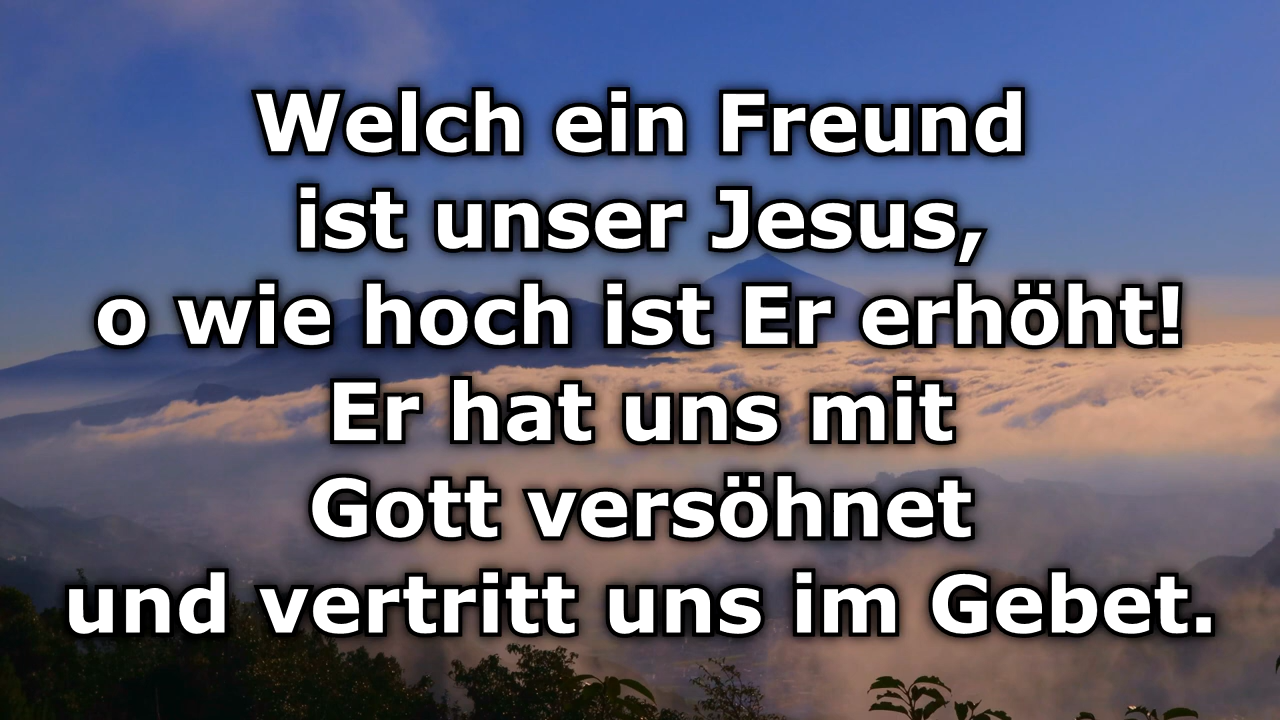 Welch ein Freund
ist unser Jesus,
o wie hoch ist Er erhöht!
Er hat uns mit
Gott versöhnet
und vertritt uns im Gebet.